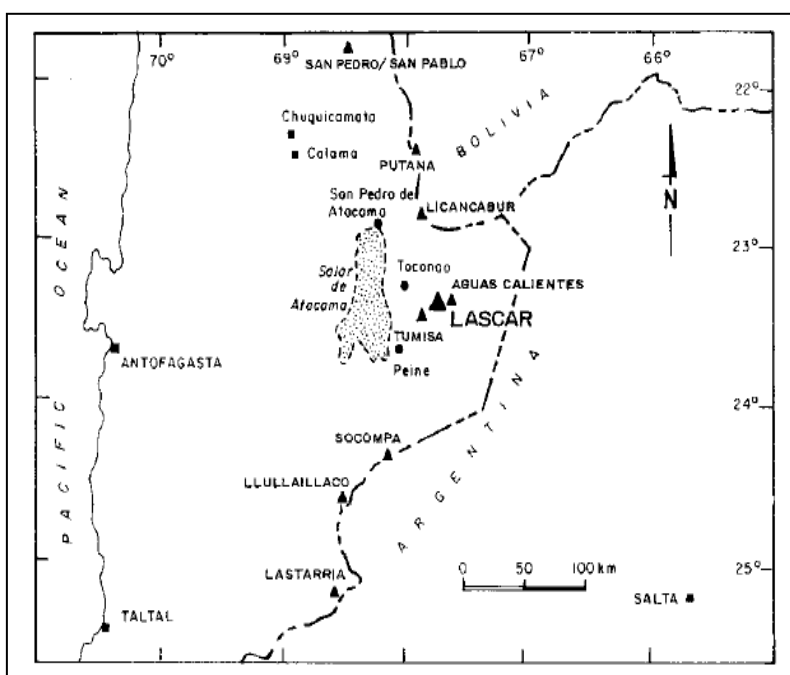 70°
69°
67°
66°
SAN PEDRO/ SAN PABLO
22°
Chuquicamata
Calama
BOLIVIA
PUTANA
San Pedro de
Atacama
LICANCABUR
N
23°
Toconao
AGUAS CALIENTES
Salar
de
Atacama
LASCAR
TUMISA
Peine
ANTOFAGASTA
PACIFIC OCEAN
24°
SOCOMPA
ARGENTINA
LLULLAILLACO
0 50 100 km
25°
LASTARRIA
SALTA
TALTAL